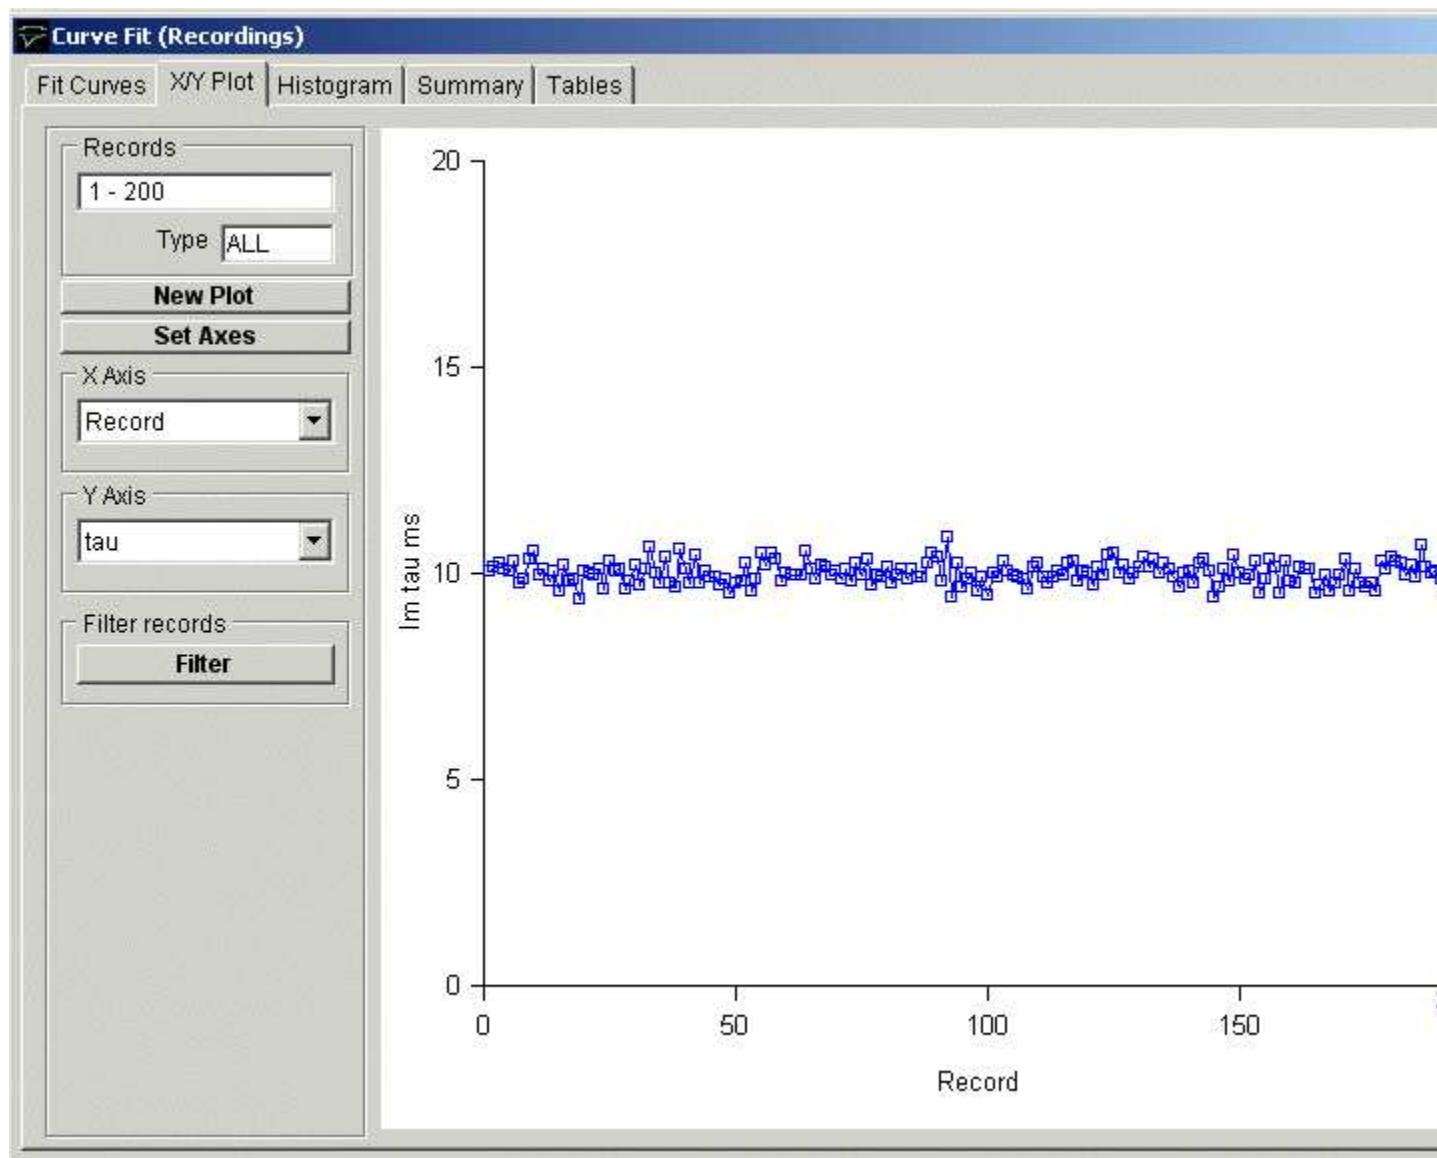 Curve Fit (Recordings)
Fit Curves X/Y Plot Histogram Summary Tables
Records
1 - 200
Type ALL
New Plot
Set Axes
X Axis
Record
Y Axis
tau
Filter records
Filter
20
15
10
5
0
Im tau ms
0 50 100 150
Record